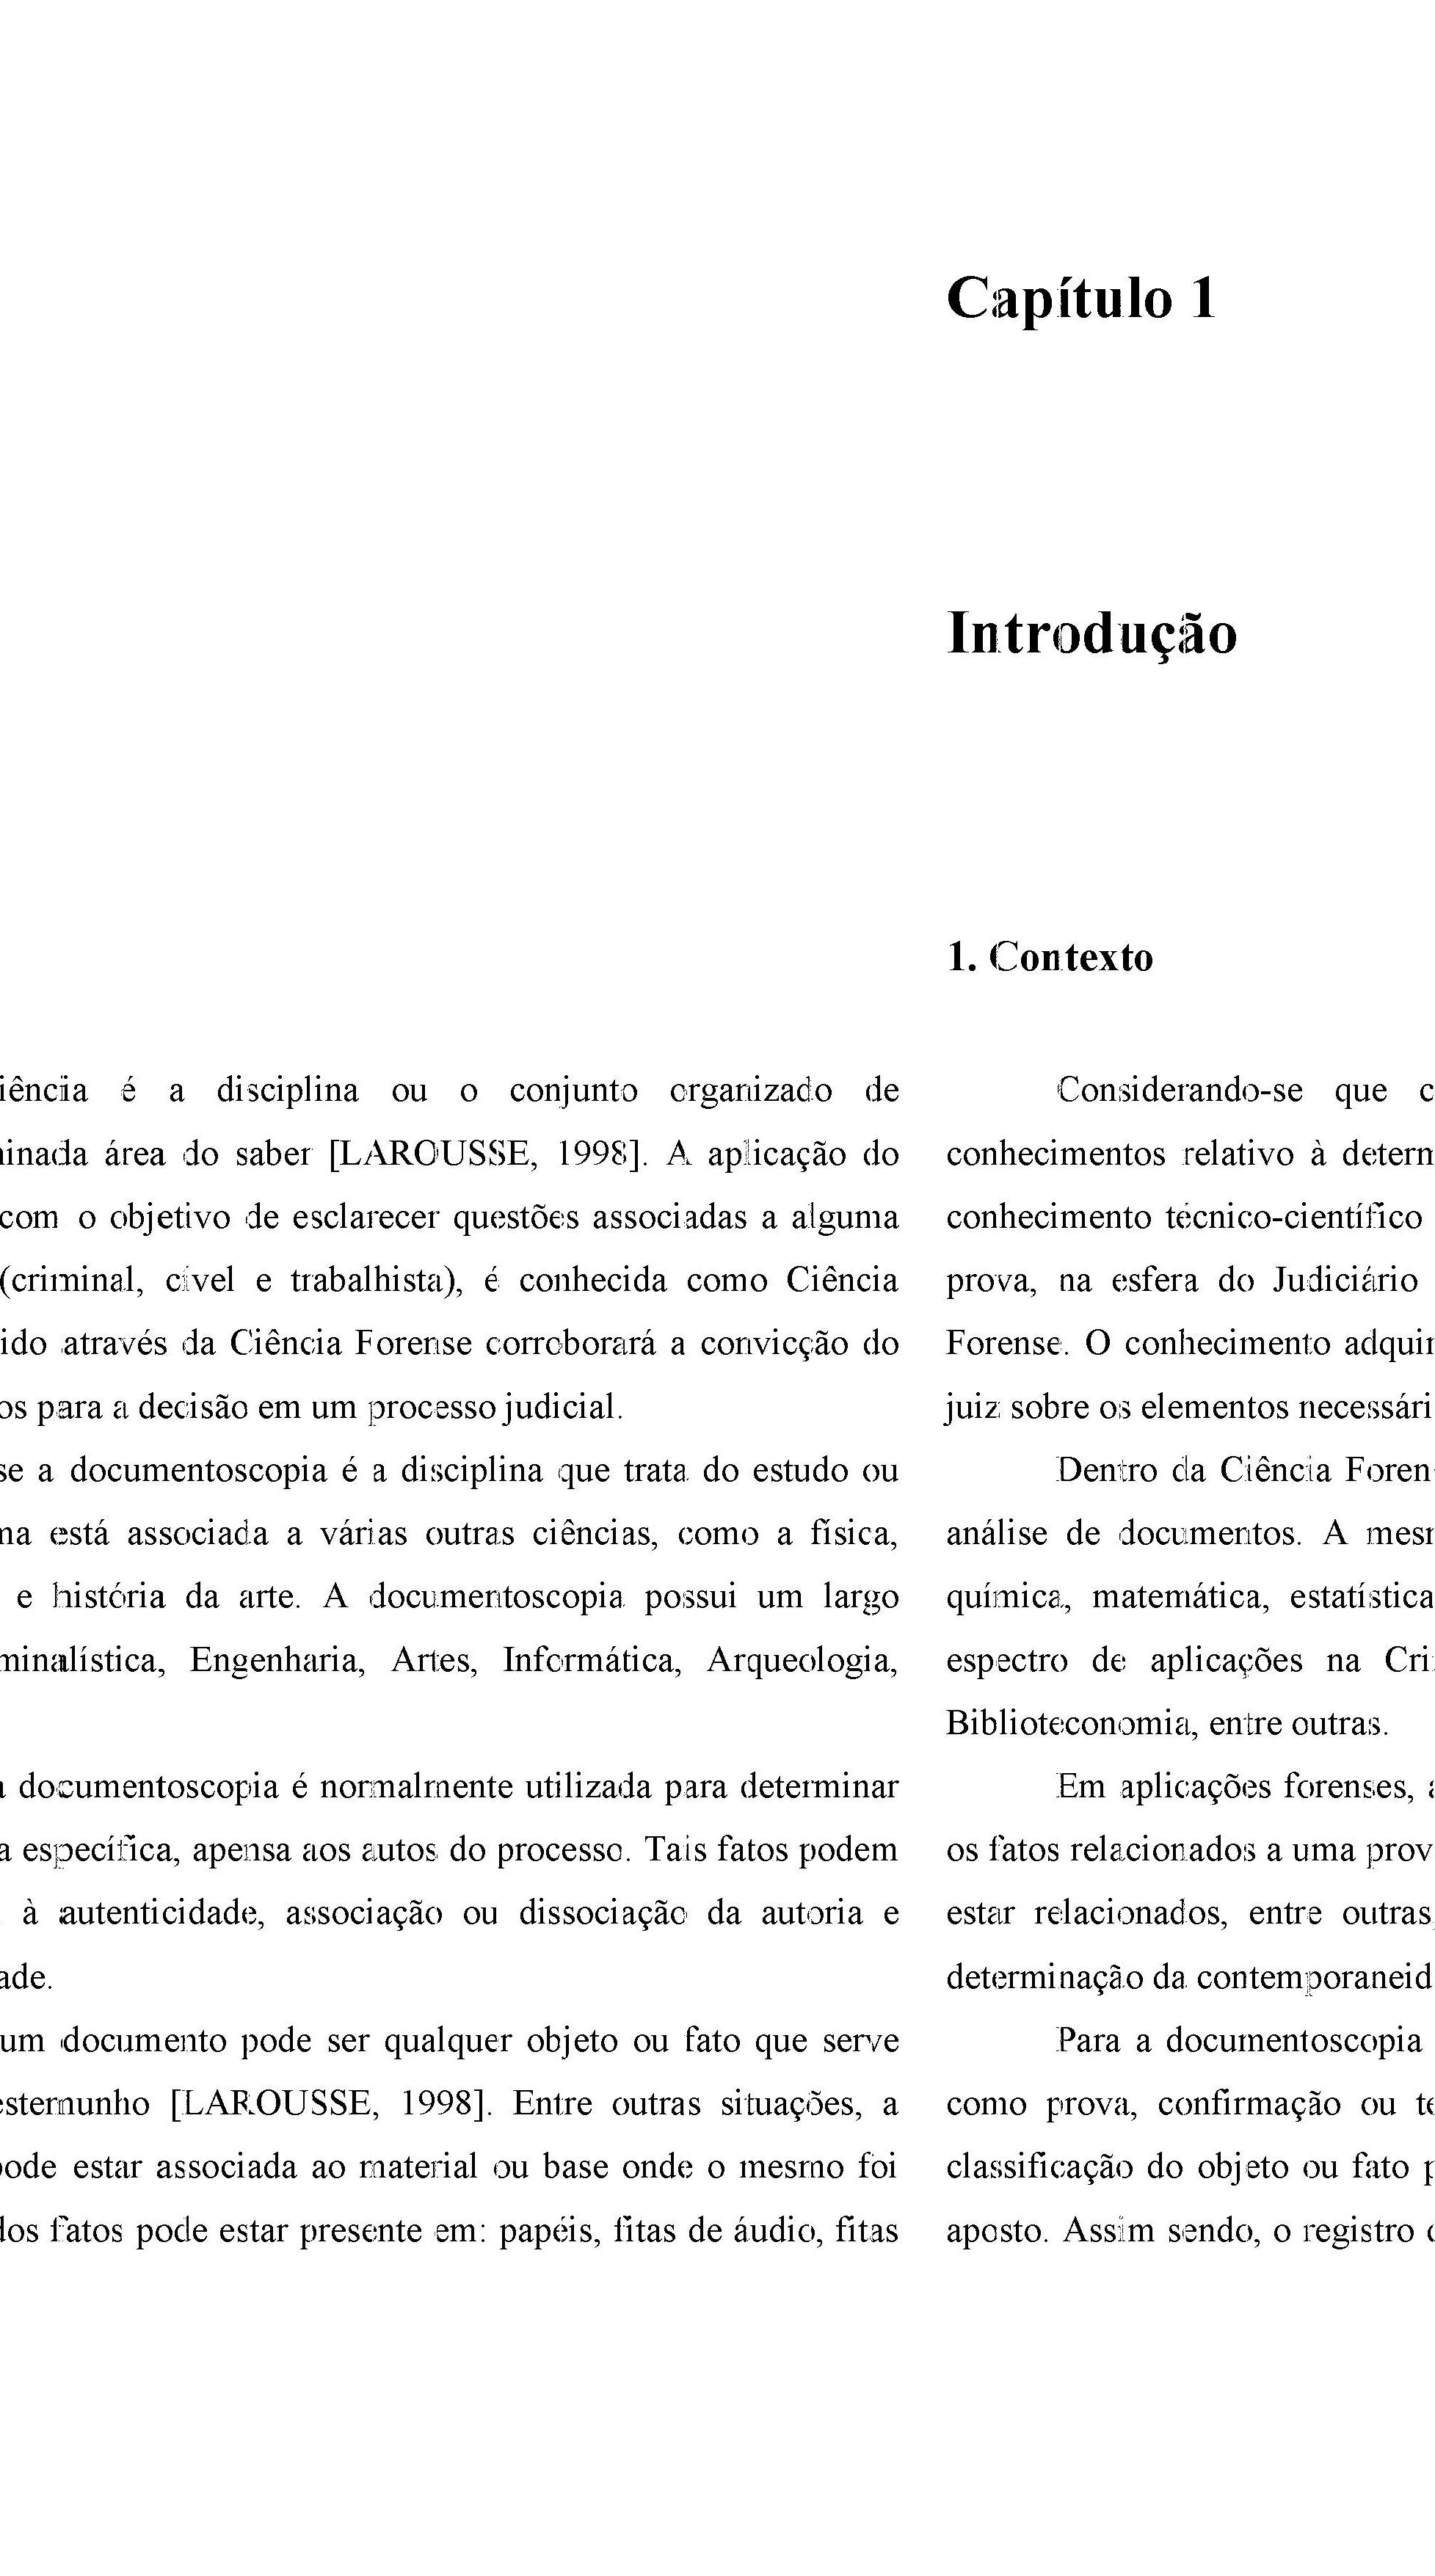 iência é a disciplina ou o conjunto organizado de
inada área do saber [LAROUSSE, 1998]. A aplicação do
com o objetivo de esclarecer questões associadas a alguma
(criminal, cível e trabalhista), é conhecida como Ciência
ido através da Ciência Forense corroborará a convicção do
os para a decisão em um processo judicial.
se a documentoscopia é a disciplina que trata do estudo ou
ma está associada a várias outras ciências, como a física,
e história da arte. A documentoscopia possui um largo
minalística, Engenharia, Artes, Informática, Arqueologia,
a documentoscopia é normalmente utilizada para determinar
a específica, apensa aos autos do processo. Tais fatos podem
à autenticidade, associação ou dissociação da autoria e
ade.
um documento pode ser qualquer objeto ou fato que serve
estemunho [LAROUSSE, 1998]. Entre outras situações, a
pode estar associada ao material ou base onde o mesmo foi
dos fatos pode estar presente em: papéis, fitas de áudio, fitas
Capítulo 1
Introdução
1. Contexto
Considerando-se que c
conhecimentos relativo à determ
conhecimento técnico-científico
prova, na esfera do Judiciário
Forense. O conhecimento adquir
juiz sobre os elementos necessári
Dentro da Ciência Foren
análise de documentos. A mesm
química, matemática, estatística
espectro de aplicações na Cri
Biblioteconomia, entre outras.
Em aplicações forenses, a
os fatos relacionados a uma prov
estar relacionados, entre outras,
determinação da contemporaneid
Para a documentoscopia
como prova, confirmação ou te
classificação do objeto ou fato p
aposto. Assim sendo, o registro d